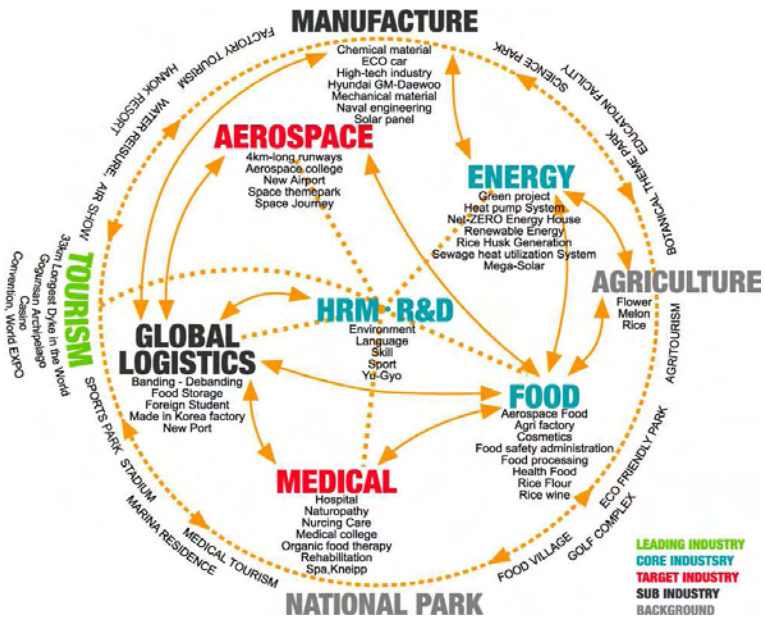 MANUFACTURE
Chemical material
ECO car
High-tech industry
Hyundai GM-Daewoo
Mechanical material
Naval engineering
Solar panel
FACTORY TOURISM
HANOK RESORT
WATER REISURE, AIR SHOW
SCIENCE PARK
EDUCATION FACILITY
BOTANICAL THEME PARK
AEROSPACE
4km-long runways
Aerospace college
New Airport
Space themepark
Space Journey
ENERGY
Green project
Heat pump System
Net-ZERO Energy House
Renewable Energy
Rice Husk Generation
Sewage heat utilization System
Mega-Solar
AGRICULTURE
Flower
Melon
Rice
AGRITOURISM
TOURISM
33km Longest Dyke in the World
Gogunsan Archipelago
Casino
Convention, World EXPO
HRM·R&D
Environment
Language
Skill
Sport
Yu-Gyo
GLOBAL
LOGISTICS
Banding - Debanding
Food Storage
Foreign Student
Made in Korea factory
New Port
FOOD
Aerospace Food
Agri factory
Cosmetics
Food safety administration
Food processing
Health Food
Rice Flour
Rice wine
MEDICAL
Hospital
Naturopathy
Nurcing Care
Medical college
Organic food therapy
Rehabilitation
Spa,Kneipp
SPORTS PARK
STADIUM
MARINA RESIDENCE
MEDICAL TOURISM
FOOD VILLAGE
GOLF COMPLEX
ECO FRIENDLY PARK
NATIONAL PARK
LEADING INDUSTRY
CORE INDUSTSRY
TARGET INDUSTRY
SUB INDUSTRY
BACKGROUND